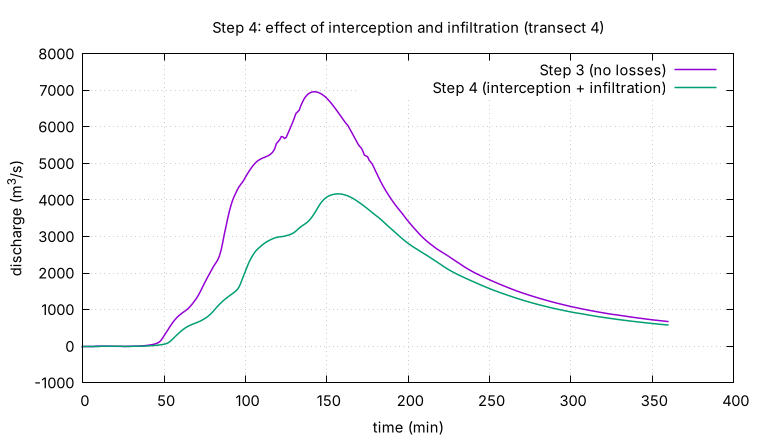 Step 4: effect of interception and infiltration (transect 4)
Step 3 (no losses)
Step 4 (interception + infiltration)
discharge (m³/s)
8000
7000
6000
5000
4000
3000
2000
1000
0
-1000
0 50 100 150 200 250 300 350 400
time (min)